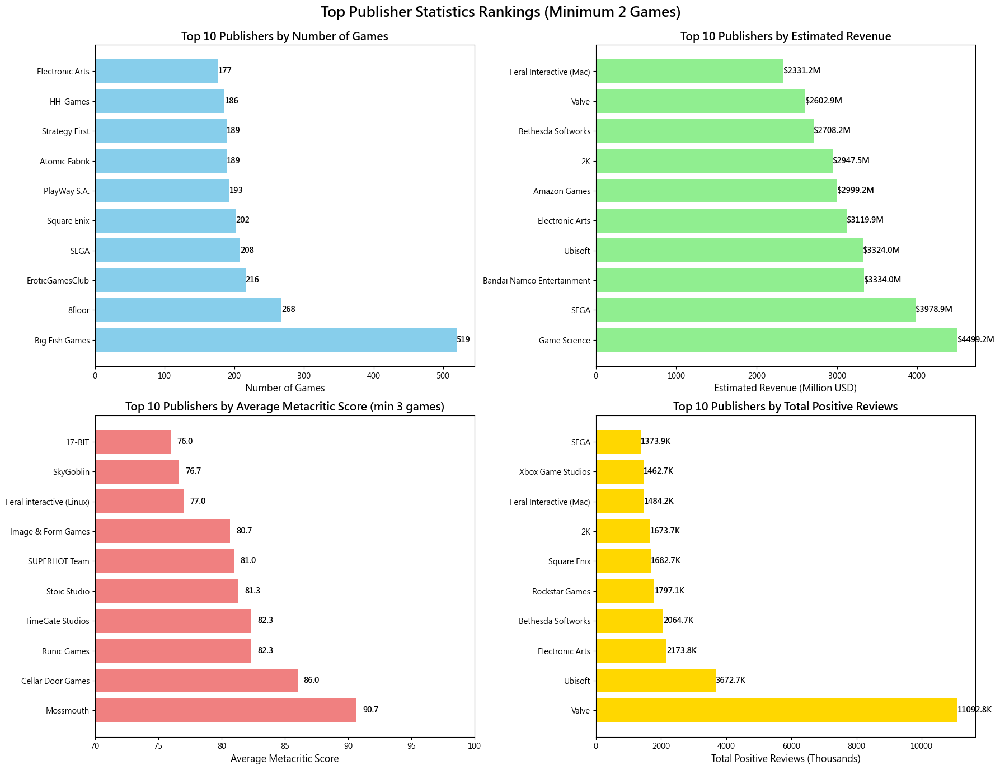 Top Publisher Statistics Rankings (Minimum 2 Games)
Top 10 Publishers by Number of Games
Electronic Arts 177
HH-Games 186
Strategy First 189
Atomic Fabrik 189
PlayWay S.A. 193
Square Enix 202
SEGA 208
EroticGamesClub 216
8floor 268
Big Fish Games 519
0 100 200 300 400 500
Number of Games
Top 10 Publishers by Estimated Revenue
Feral Interactive (Mac) $2331.2M
Valve $2602.9M
Bethesda Softworks $2708.2M
2K $2947.5M
Amazon Games $2999.2M
Electronic Arts $3119.9M
Ubisoft $3324.0M
Bandai Namco Entertainment $3334.0M
SEGA $3978.9M
Game Science $4499.2M
0 1000 2000 3000 4000
Estimated Revenue (Million USD)
Top 10 Publishers by Average Metacritic Score (min 3 games)
17-BIT 76.0
SkyGoblin 76.7
Feral interactive (Linux) 77.0
Image & Form Games 80.7
SUPERHOT Team 81.0
Stoic Studio 81.3
TimeGate Studios 82.3
Runic Games 82.3
Cellar Door Games 86.0
Mossmouth 90.7
70 75 80 85 90 95 100
Average Metacritic Score
Top 10 Publishers by Total Positive Reviews
SEGA 1373.9K
Xbox Game Studios 1462.7K
Feral Interactive (Mac) 1484.2K
2K 1673.7K
Square Enix 1682.7K
Rockstar Games 1797.1K
Bethesda Softworks 2064.7K
Electronic Arts 2173.8K
Ubisoft 3672.7K
Valve 11092.8K
0 2000 4000 6000 8000 10000
Total Positive Reviews (Thousands)